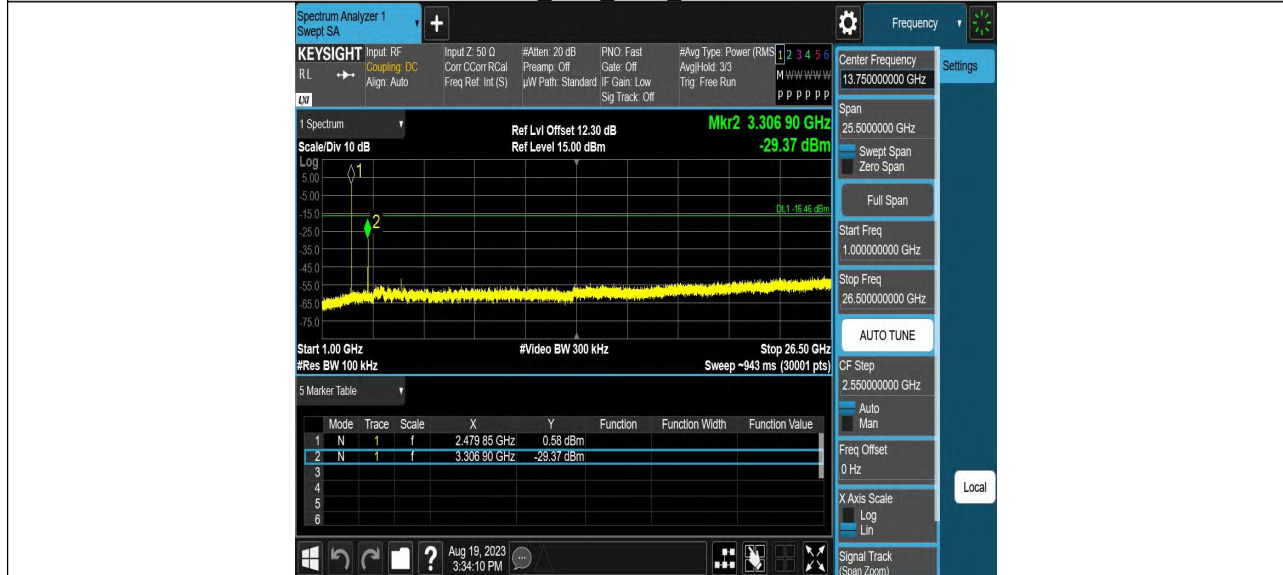 Spectrum Analyzer 1
Swept SA
+
Frequency
KEYSIGHT
RL
LXI
Input: RF
Coupling: DC
Align: Auto
Input Z: 50 Ω
Corr CCorr RCal
Freq Ref: Int (S)
#Atten: 20 dB
Preamp: Off
µW Path: Standard
PNO: Fast
Gate: Off
IF Gain: Low
Sig Track: Off
#Avg Type: Power (RMS
Avg|Hold: 3/3
Trig: Free Run
1 2 3 4 5 6
M W W W W W
P P P P P P
1 Spectrum
Scale/Div 10 dB
Ref Lvl Offset 12.30 dB
Ref Level 15.00 dBm
Mkr2 3.306 90 GHz
-29.37 dBm
Log
5.00
-5.00
-15.0
-25.0
-35.0
-45.0
-55.0
-65.0
-75.0
1
2
DL1 -16.46 dBm
Start 1.00 GHz
#Res BW 100 kHz
#Video BW 300 kHz
Stop 26.50 GHz
Sweep ~943 ms (30001 pts)
5 Marker Table
Mode Trace Scale X Y Function Function Width Function Value
1 N 1 f 2.479 85 GHz 0.58 dBm
2 N 1 f 3.306 90 GHz -29.37 dBm
3
4
5
6
?
Aug 19, 2023
3:34:10 PM
Center Frequency
13.750000000 GHz
Settings
Span
25.5000000 GHz
Swept Span
Zero Span
Full Span
Start Freq
1.000000000 GHz
Stop Freq
26.500000000 GHz
AUTO TUNE
CF Step
2.550000000 GHz
Auto
Man
Freq Offset
0 Hz
X Axis Scale
Log
Lin
Local
Signal Track
(Span Zoom)